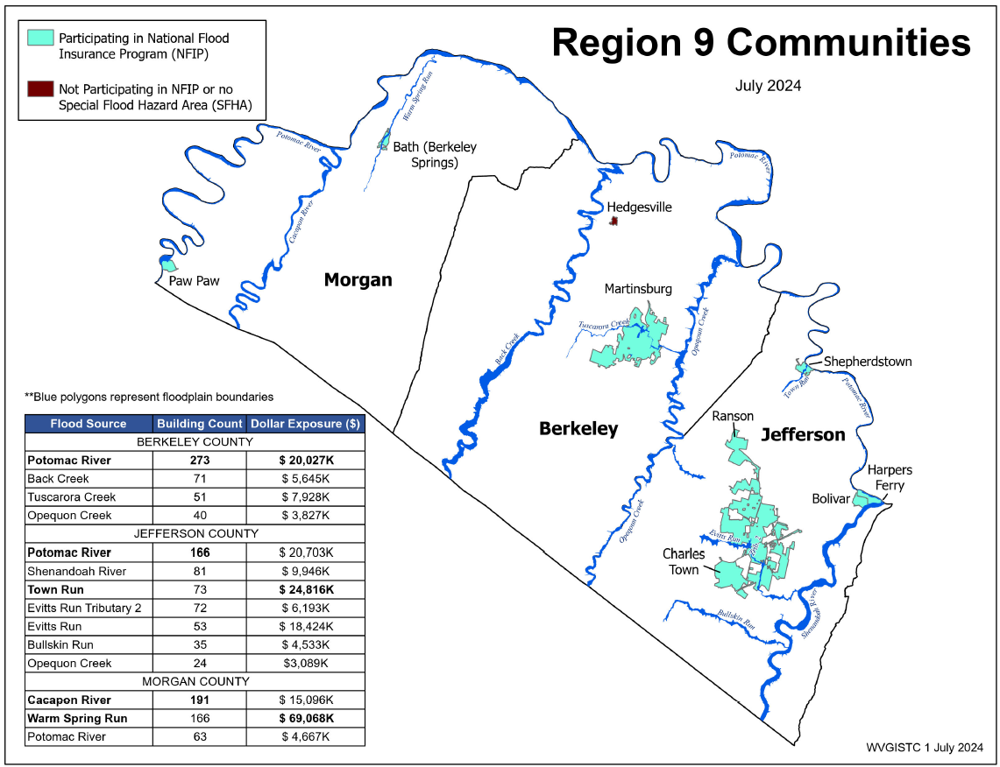 Region 9 Communities
July 2024
Participating in National Flood
Insurance Program (NFIP)
Not Participating in NFIP or no
Special Flood Hazard Area (SFHA)
Warm Spring Run
Potomac River
Bath (Berkeley
Springs)
Potomac River
Cacapon River
Hedgesville
Paw Paw
Morgan
Martinsburg
Tuscarora Creek
Opequon Creek
Back Creek
Shepherdstown
Town Run
Potomac River
Ranson
Jefferson
Berkeley
Harpers
Ferry
Bolivar
Opequon Creek
Evitts Run
Trib 2
Charles
Town
Bullskin Run
Shenandoah River
**Blue polygons represent floodplain boundaries
Flood Source Building Count Dollar Exposure ($)
BERKELEY COUNTY
Potomac River 273 $ 20,027K
Back Creek 71 $ 5,645K
Tuscarora Creek 51 $ 7,928K
Opequon Creek 40 $ 3,827K
JEFFERSON COUNTY
Potomac River 166 $ 20,703K
Shenandoah River 81 $ 9,946K
Town Run 73 $ 24,816K
Evitts Run Tributary 2 72 $ 6,193K
Evitts Run 53 $ 18,424K
Bullskin Run 35 $ 4,533K
Opequon Creek 24 $3,089K
MORGAN COUNTY
Cacapon River 191 $ 15,096K
Warm Spring Run 166 $ 69,068K
Potomac River 63 $ 4,667K
WVGISTC 1 July 2024